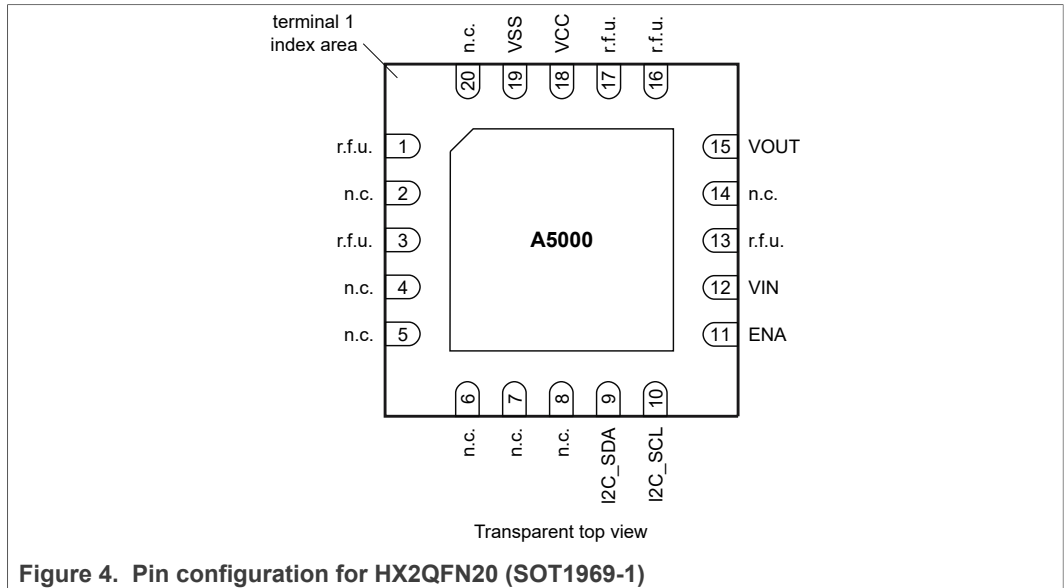 terminal 1
index area
n.c.
VSS
VCC
r.f.u.
r.f.u.
20
19
18
17
16
r.f.u. 1
n.c. 2
r.f.u. 3
n.c. 4
n.c. 5
A5000
15 VOUT
14 n.c.
13 r.f.u.
12 VIN
11 ENA
6
7
8
9
10
n.c.
n.c.
n.c.
I2C_SDA
I2C_SCL
Transparent top view
Figure 4. Pin configuration for HX2QFN20 (SOT1969-1)